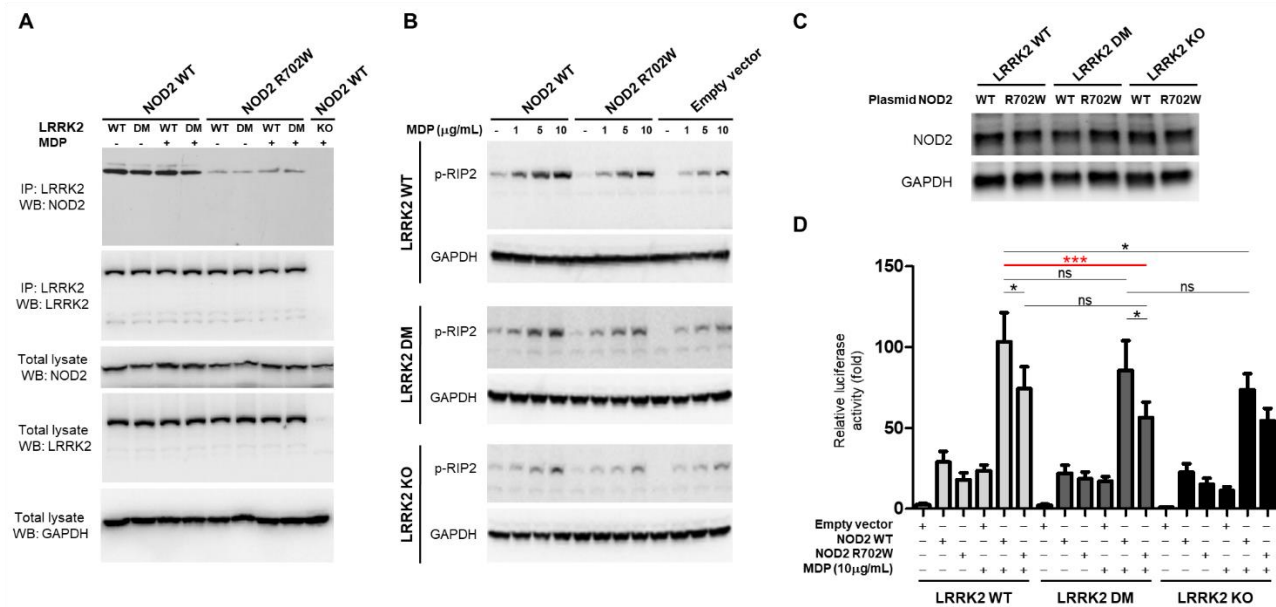 A
NOD2 WT
NOD2 R702W
NOD2 WT
LRRK2 WT DM WT DM WT DM WT DM KO
MDP - - + + - - + + +
IP: LRRK2
WB: NOD2
IP: LRRK2
WB: LRRK2
Total lysate
WB: NOD2
Total lysate
WB: LRRK2
Total lysate
WB: GAPDH
B
NOD2 WT
NOD2 R702W
Empty vector
MDP (µg/mL) - 1 5 10 - 1 5 10 - 1 5 10
LRRK2 WT
p-RIP2
GAPDH
LRRK2 DM
p-RIP2
GAPDH
LRRK2 KO
p-RIP2
GAPDH
C
LRRK2 WT
LRRK2 DM
LRRK2 KO
Plasmid NOD2 WT R702W WT R702W WT R702W
NOD2
GAPDH
D
*
***
ns
*
ns
ns
*
Relative luciferase
activity (fold)
150
100
50
0
Empty vector + − − + − − + − − + − − + − − + − −
NOD2 WT − + − − + − − + − − + − − + − − + −
NOD2 R702W − − + − − + − − + − − + − − + − − +
MDP (10µg/mL) − − − + + + − − − + + + − − − + + +
LRRK2 WT
LRRK2 DM
LRRK2 KO